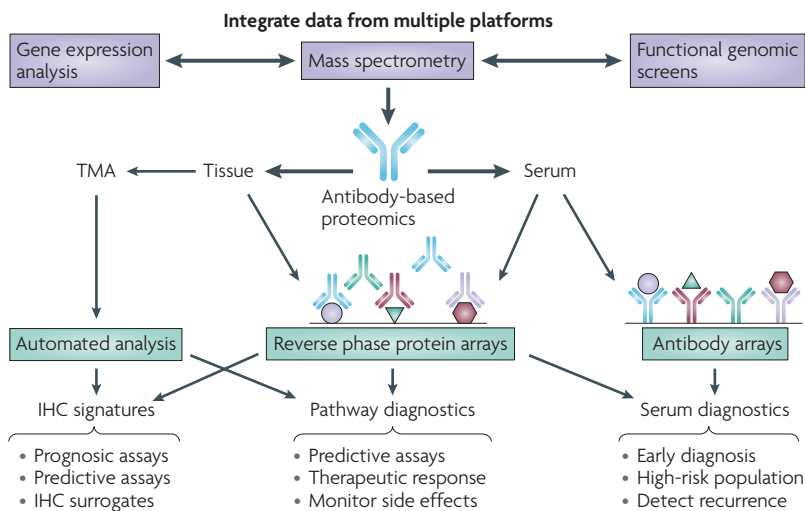 Integrate data from multiple platforms
Gene expression
analysis
Mass spectrometry
Functional genomic
screens
TMA
Tissue
Serum
Antibody-based
proteomics
Automated analysis
Reverse phase protein arrays
Antibody arrays
IHC signatures
Pathway diagnostics
Serum diagnostics
• Prognostic assays
• Predictive assays
• IHC surrogates
• Predictive assays
• Therapeutic response
• Monitor side effects
• Early diagnosis
• High-risk population
• Detect recurrence